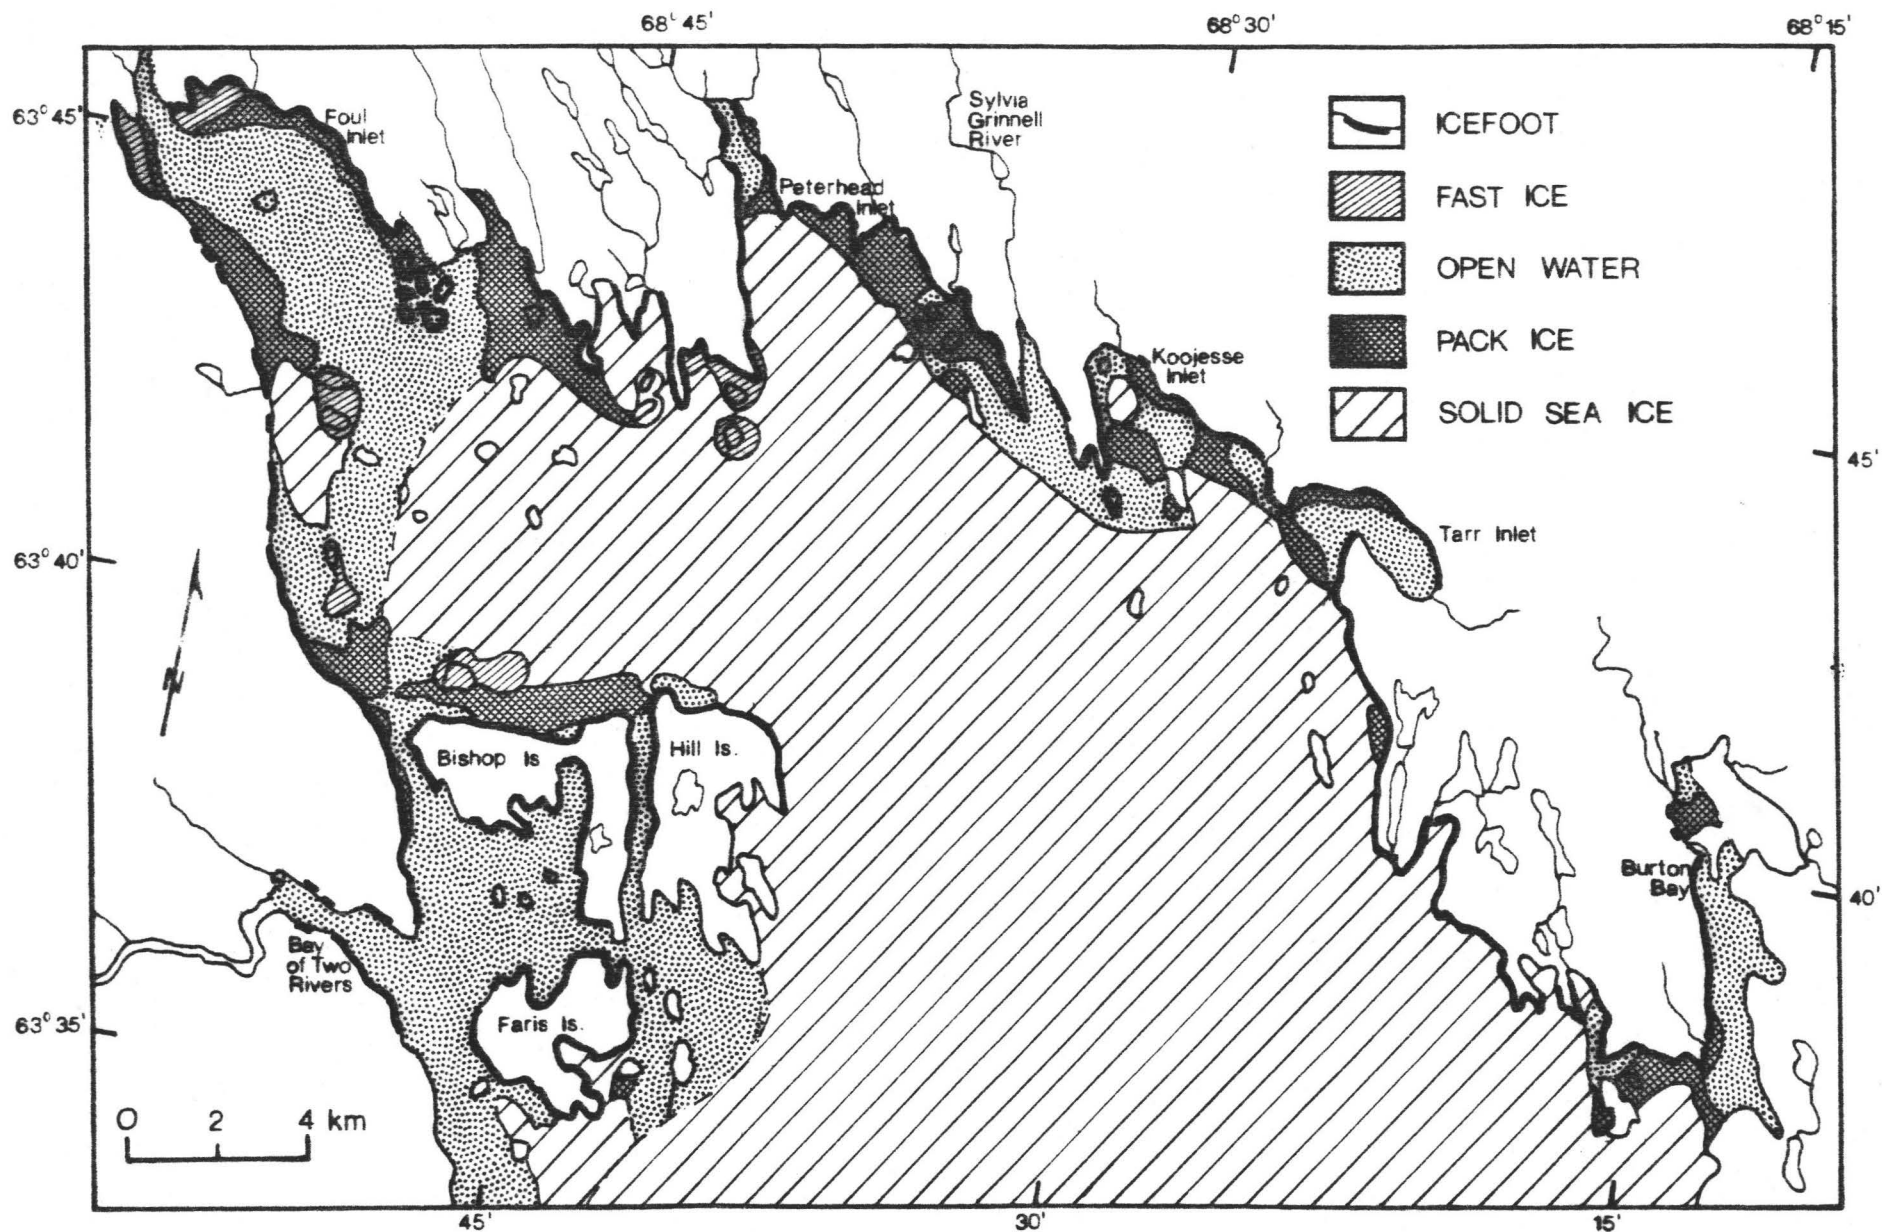 68° 45'
68° 30'
68° 15'
63° 45'
Foul
Inlet
Sylvia
Grinnell
River
ICEFOOT
Peterhead
Inlet
FAST ICE
OPEN WATER
PACK ICE
Koojesse
Inlet
SOLID SEA ICE
45'
Tarr Inlet
63° 40'
N
Bishop Is
Hill Is.
Burton
Bay
40'
Bay
of Two
Rivers
Faris Is.
63° 35'
0 2 4 km
45'
30'
15'